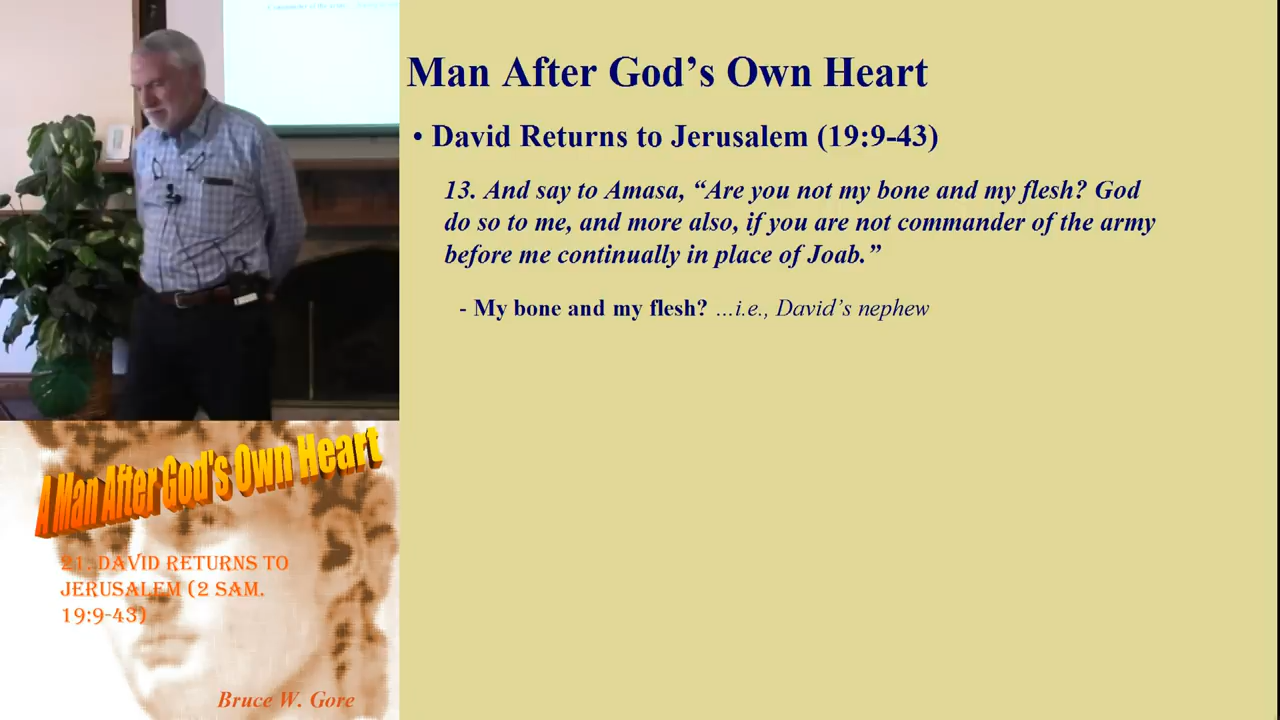 Man After God's Own Heart
• David Returns to Jerusalem (19:9-43)
13. And say to Amasa, “Are you not my bone and my flesh? God
do so to me, and more also, if you are not commander of the army
before me continually in place of Joab.”
- My bone and my flesh? …i.e., David’s nephew
A Man After God's Own Heart
21. DAVID RETURNS TO
JERUSALEM (2 SAM.
19:9-43)
Bruce W. Gore